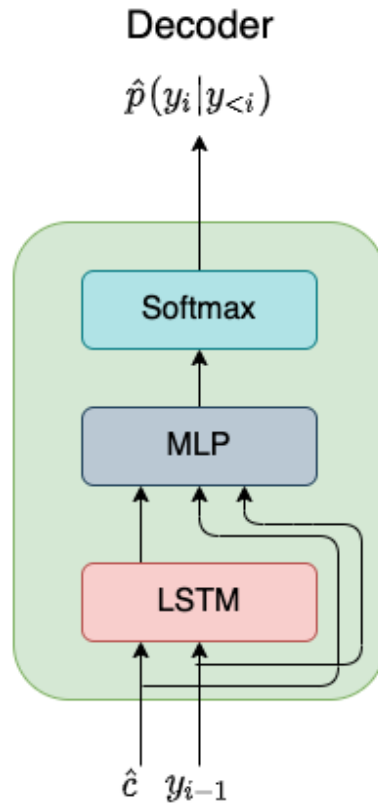 Decoder
p̂(yᵢ|y<ᵢ)
Softmax
MLP
LSTM
ĉ yᵢ₋₁